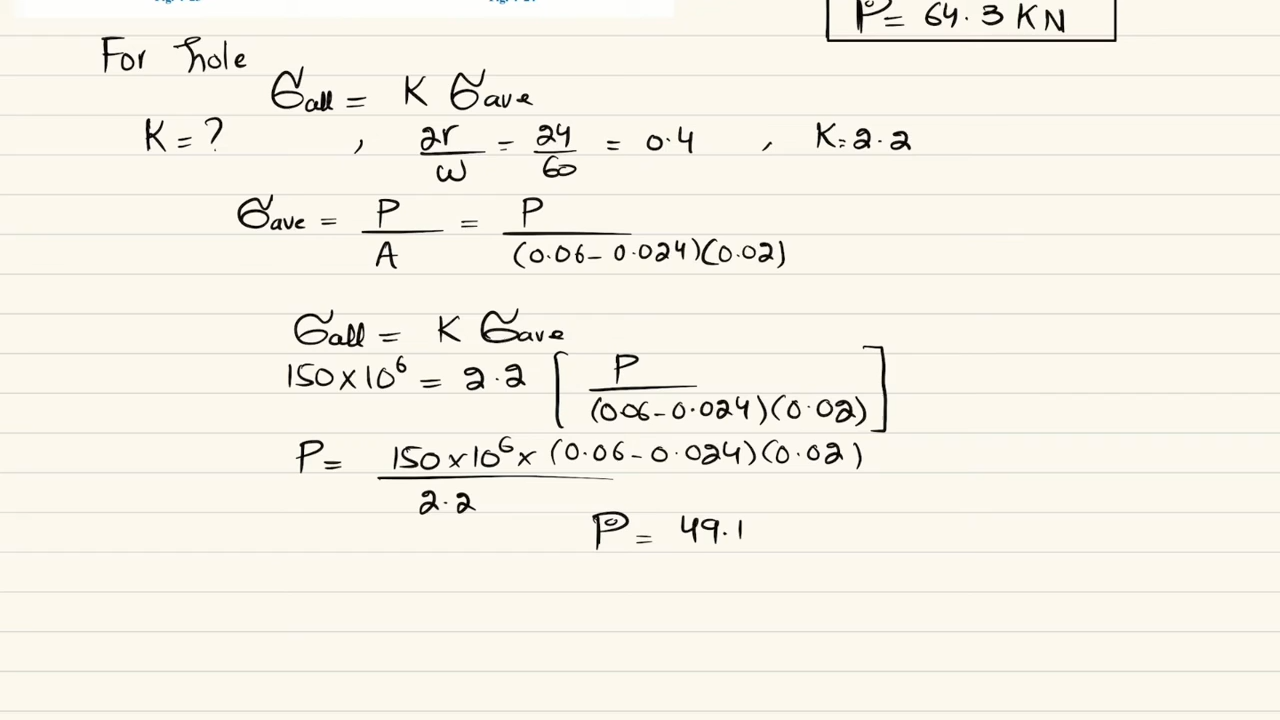 P = 64.3 KN
For hole
σall = K σave
K = ? , 2r/w = 24/60 = 0.4 , K = 2.2
σave = P/A = P/(0.06 - 0.024)(0.02)
σall = K σave
150 × 10⁶ = 2.2 [P/(0.06 - 0.024)(0.02)]
P = 150 × 10⁶ × (0.06 - 0.024)(0.02)/2.2
P = 49.1